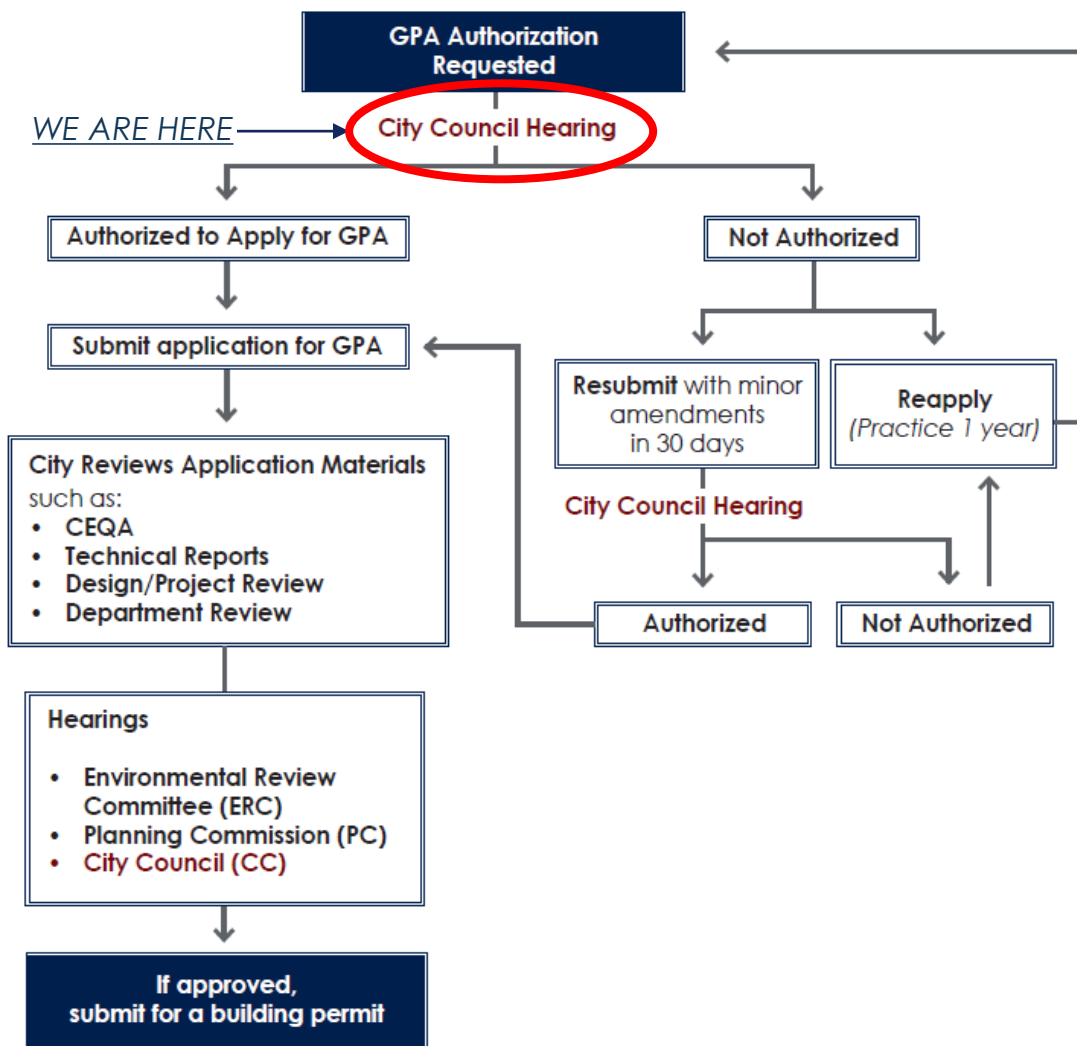 GPA Authorization
Requested
WE ARE HERE
City Council Hearing
Authorized to Apply for GPA
Not Authorized
Submit application for GPA
Resubmit with minor
amendments
in 30 days
Reapply
(Practice 1 year)
City Reviews Application Materials
such as:
• CEQA
• Technical Reports
• Design/Project Review
• Department Review
City Council Hearing
Authorized
Not Authorized
Hearings
• Environmental Review
Committee (ERC)
• Planning Commission (PC)
• City Council (CC)
If approved,
submit for a building permit